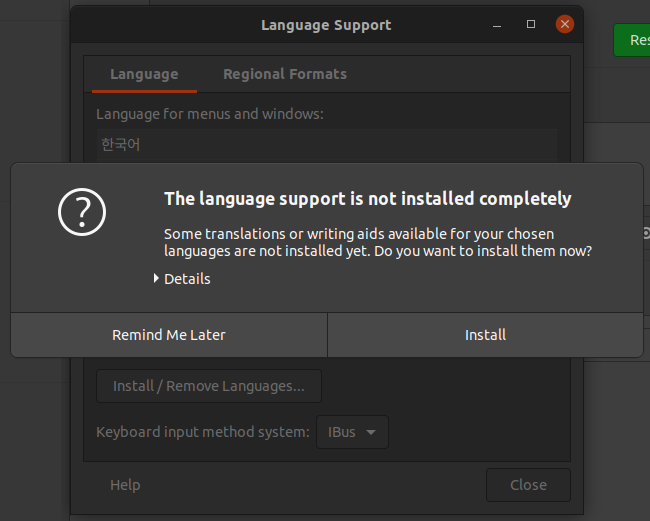 Language Support
Res
Language
Regional Formats
Language for menus and windows:
한국어
?
The language support is not installed completely
Some translations or writing aids available for your chosen
languages are not installed yet. Do you want to install them now?
Details
Remind Me Later
Install
Install / Remove Languages...
Keyboard input method system:
IBus
Help
Close